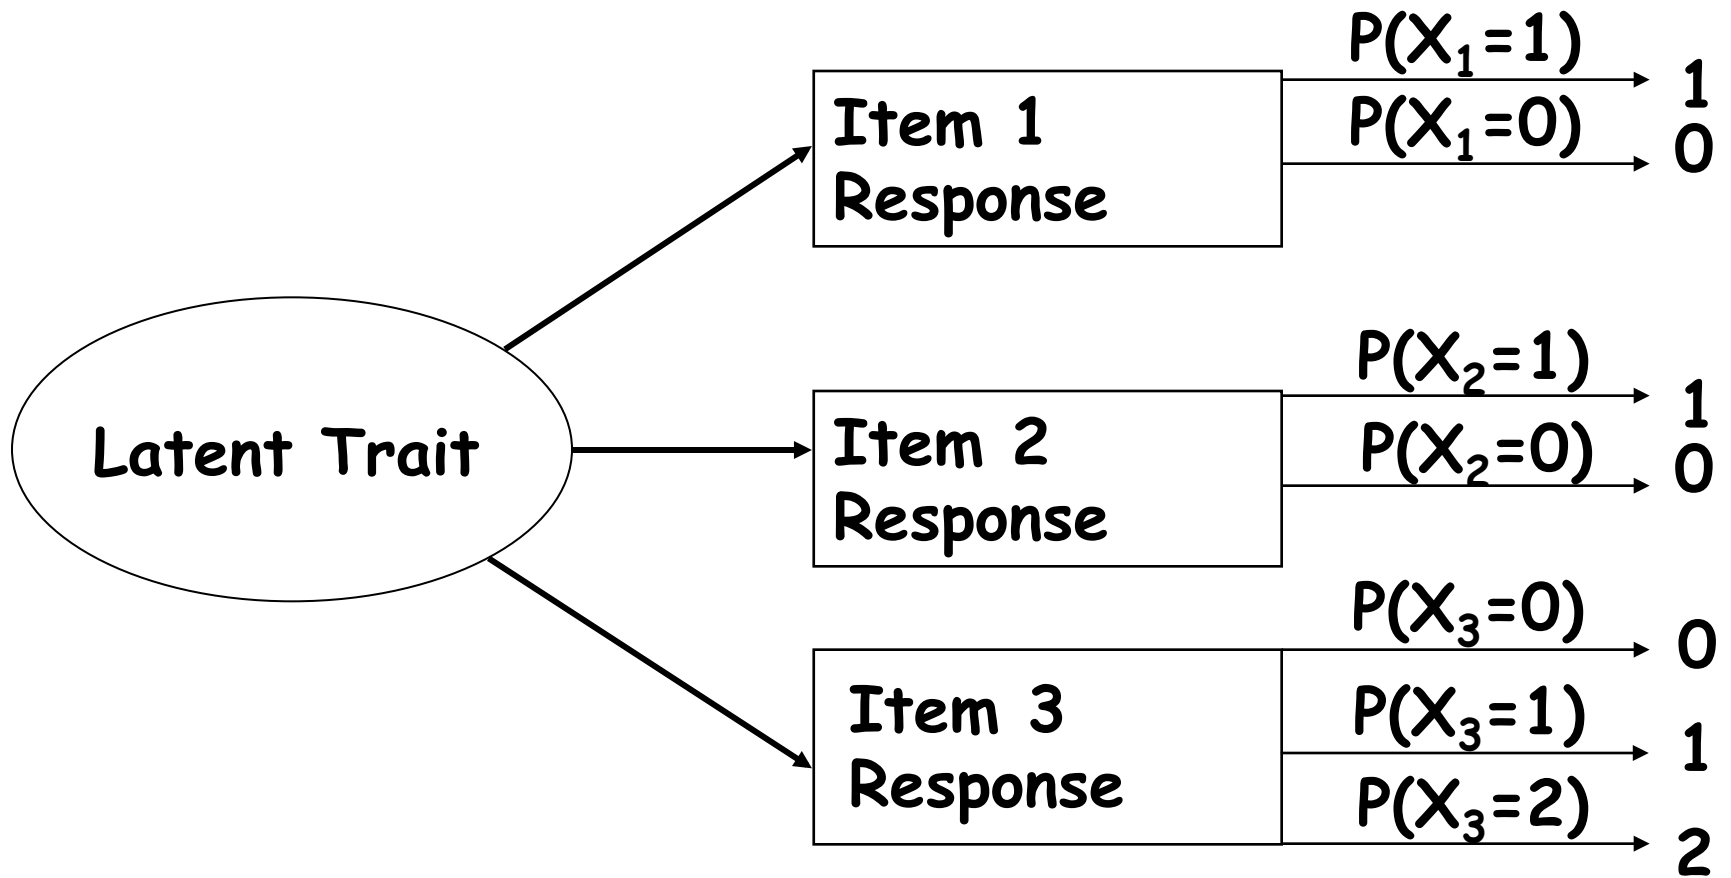 Latent Trait
Item 1
Response
P(X₁=1)
1
P(X₁=0)
0
Item 2
Response
P(X₂=1)
1
P(X₂=0)
0
Item 3
Response
P(X₃=0)
0
P(X₃=1)
1
P(X₃=2)
2